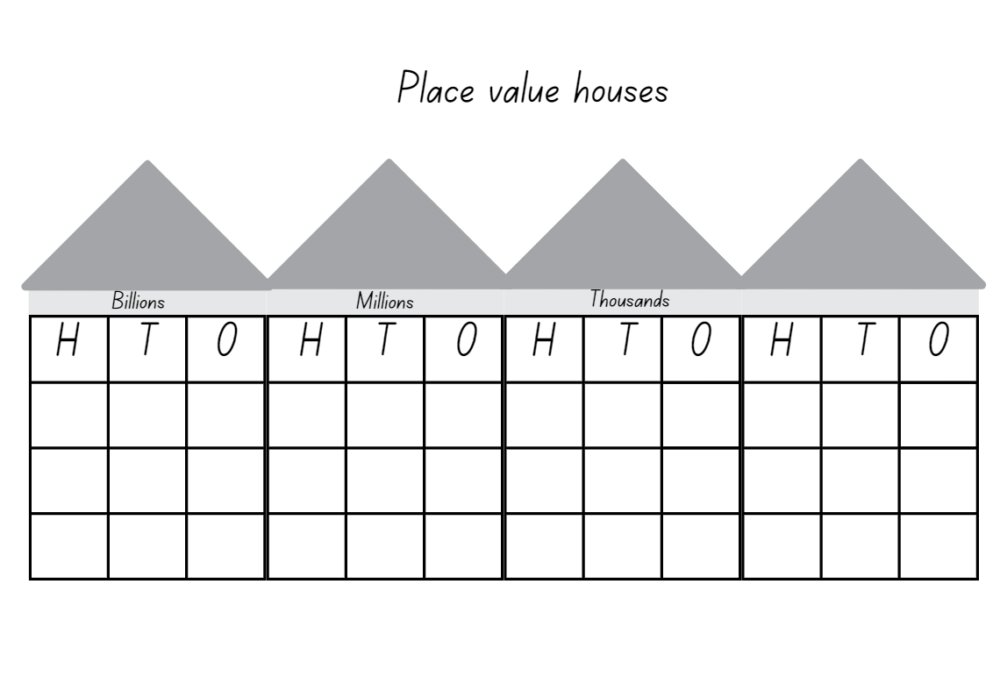 Place value houses
Billions Millions Thousands
H T O H T O H T O H T O